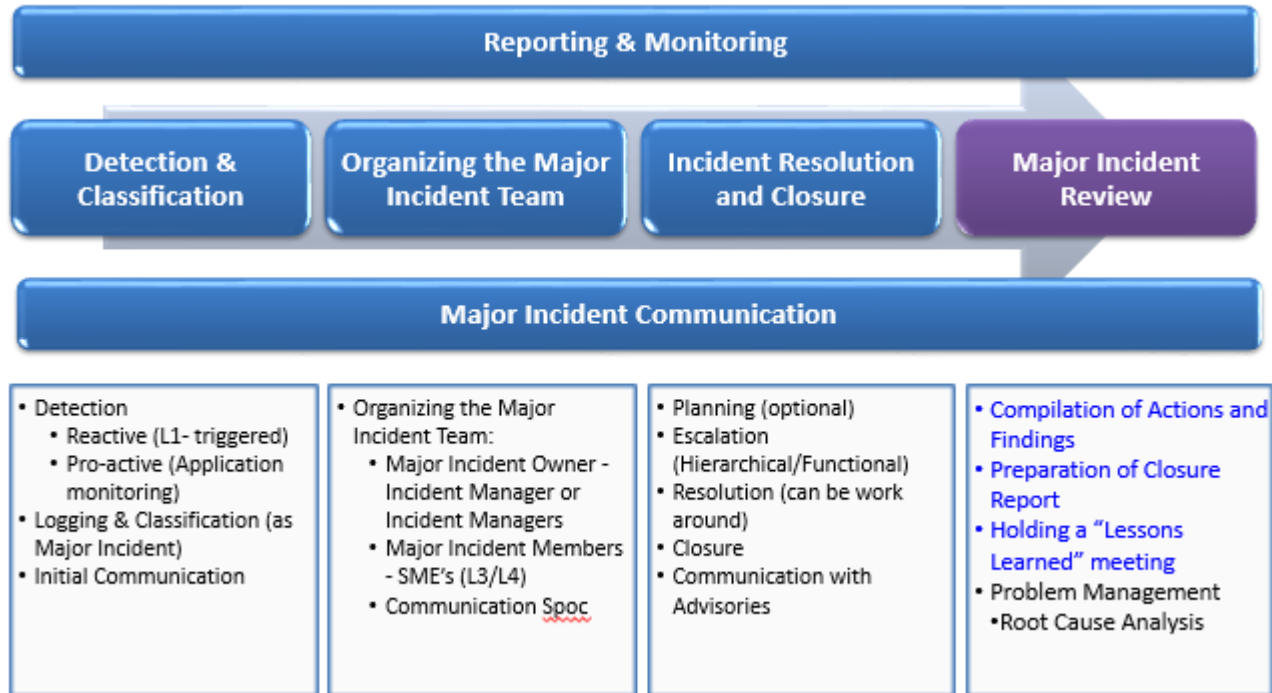 Reporting & Monitoring
Detection &
Classification
Organizing the Major
Incident Team
Incident Resolution
and Closure
Major Incident
Review
Major Incident Communication
• Detection
• Reactive (L1- triggered)
• Pro-active (Application
monitoring)
• Logging & Classification (as
Major Incident)
• Initial Communication
• Organizing the Major
Incident Team:
• Major Incident Owner -
Incident Manager or
Incident Managers
• Major Incident Members
- SME's (L3/L4)
• Communication Spoc
• Planning (optional)
• Escalation
(Hierarchical/Functional)
• Resolution (can be work
around)
• Closure
• Communication with
Advisories
• Compilation of Actions and
Findings
• Preparation of Closure
Report
• Holding a “Lessons
Learned” meeting
• Problem Management
•Root Cause Analysis